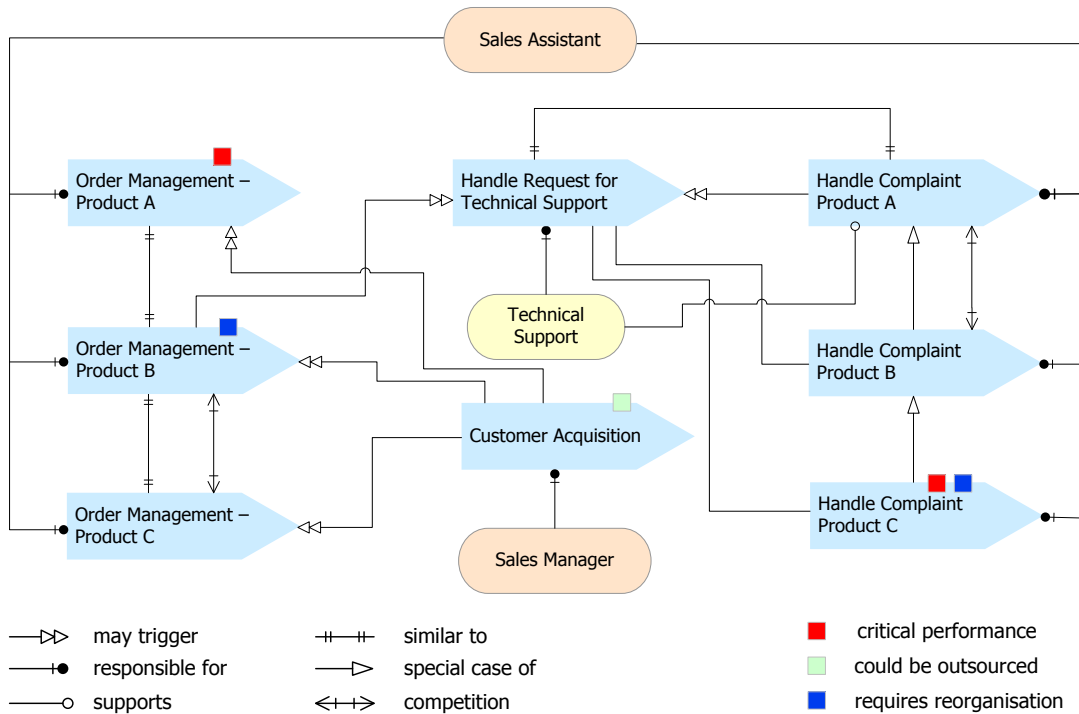 Sales Assistant
Order Management –
Product A
Handle Request for
Technical Support
Handle Complaint
Product A
Technical
Support
Order Management –
Product B
Handle Complaint
Product B
Customer Acquisition
Order Management –
Product C
Handle Complaint
Product C
Sales Manager
may trigger
similar to
critical performance
responsible for
special case of
could be outsourced
supports
competition
requires reorganisation